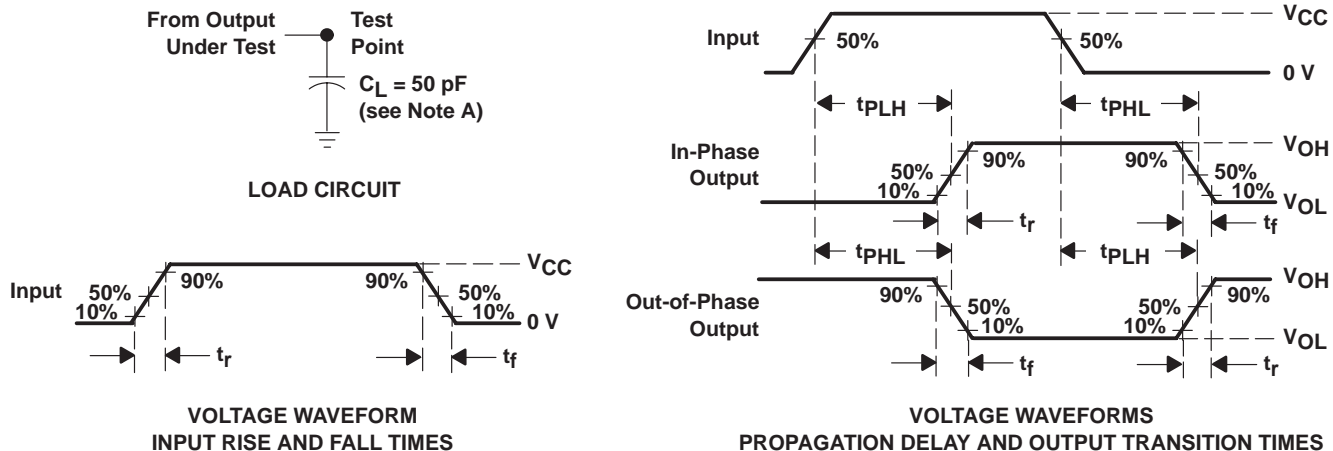 From Output
Under Test
Test
Point
CL = 50 pF
(see Note A)
LOAD CIRCUIT
Input
50%
10%
90%
90%
50%
10%
VCC
0 V
tr
tf
VOLTAGE WAVEFORM
INPUT RISE AND FALL TIMES
Input
50%
50%
VCC
0 V
tPLH
tPHL
In-Phase
Output
50%
10%
90%
90%
50%
10%
VOH
VOL
tr
tf
tPHL
tPLH
Out-of-Phase
Output
90%
50%
10%
50%
10%
90%
VOH
VOL
tf
tr
VOLTAGE WAVEFORMS
PROPAGATION DELAY AND OUTPUT TRANSITION TIMES